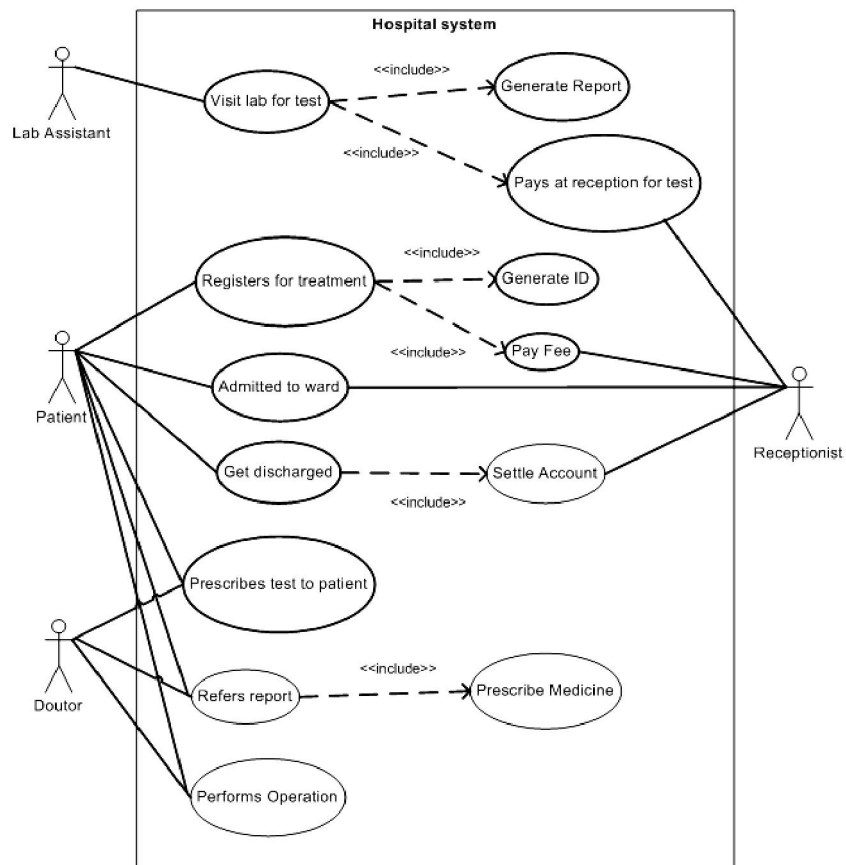 Hospital system
<<include>>
Generate Report
Visit lab for test
Lab Assistant
<<include>>
Pays at reception for test
<<include>>
Registers for treatment
Generate ID
<<include>>
Pay Fee
Admitted to ward
Patient
Receptionist
Get discharged
Settle Account
<<include>>
Prescribes test to patient
<<include>>
Refers report
Prescribe Medicine
Doutor
Performs Operation